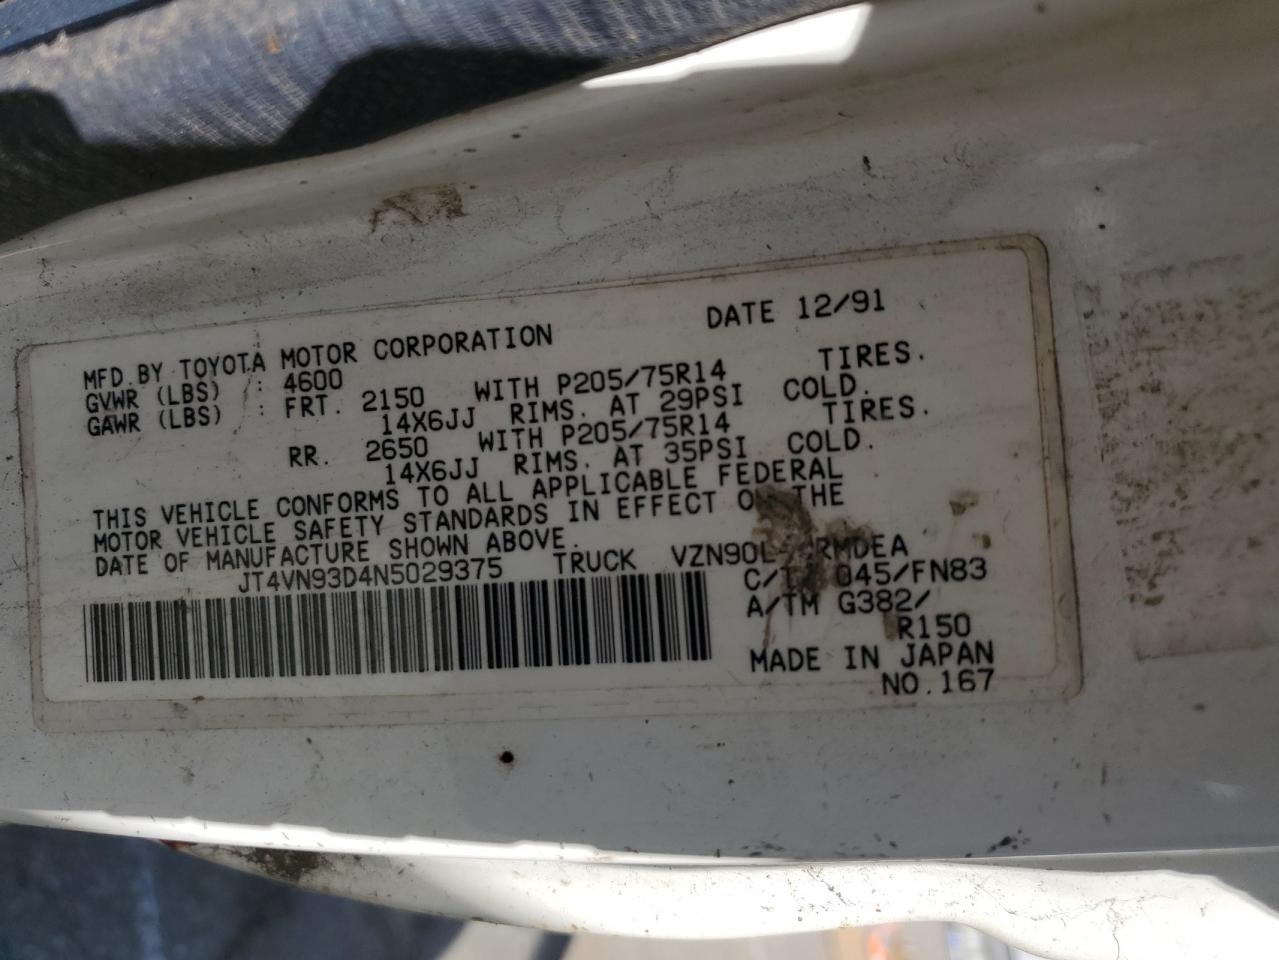 MFD. BY TOYOTA MOTOR CORPORATION DATE 12/91
GVWR (LBS) : 4600
GAWR (LBS) : FRT. 2150 WITH P205/75R14 TIRES.
14X6JJ RIMS. AT 29PSI COLD.
RR. 2650 WITH P205/75R14 TIRES.
14X6JJ RIMS. AT 35PSI COLD.
THIS VEHICLE CONFORMS TO ALL APPLICABLE FEDERAL
MOTOR VEHICLE SAFETY STANDARDS IN EFFECT ON THE
DATE OF MANUFACTURE SHOWN ABOVE.
JT4VN93D4N5029375 TRUCK
045/FN83
A/TM G382/
R150
MADE IN JAPAN
NO.167